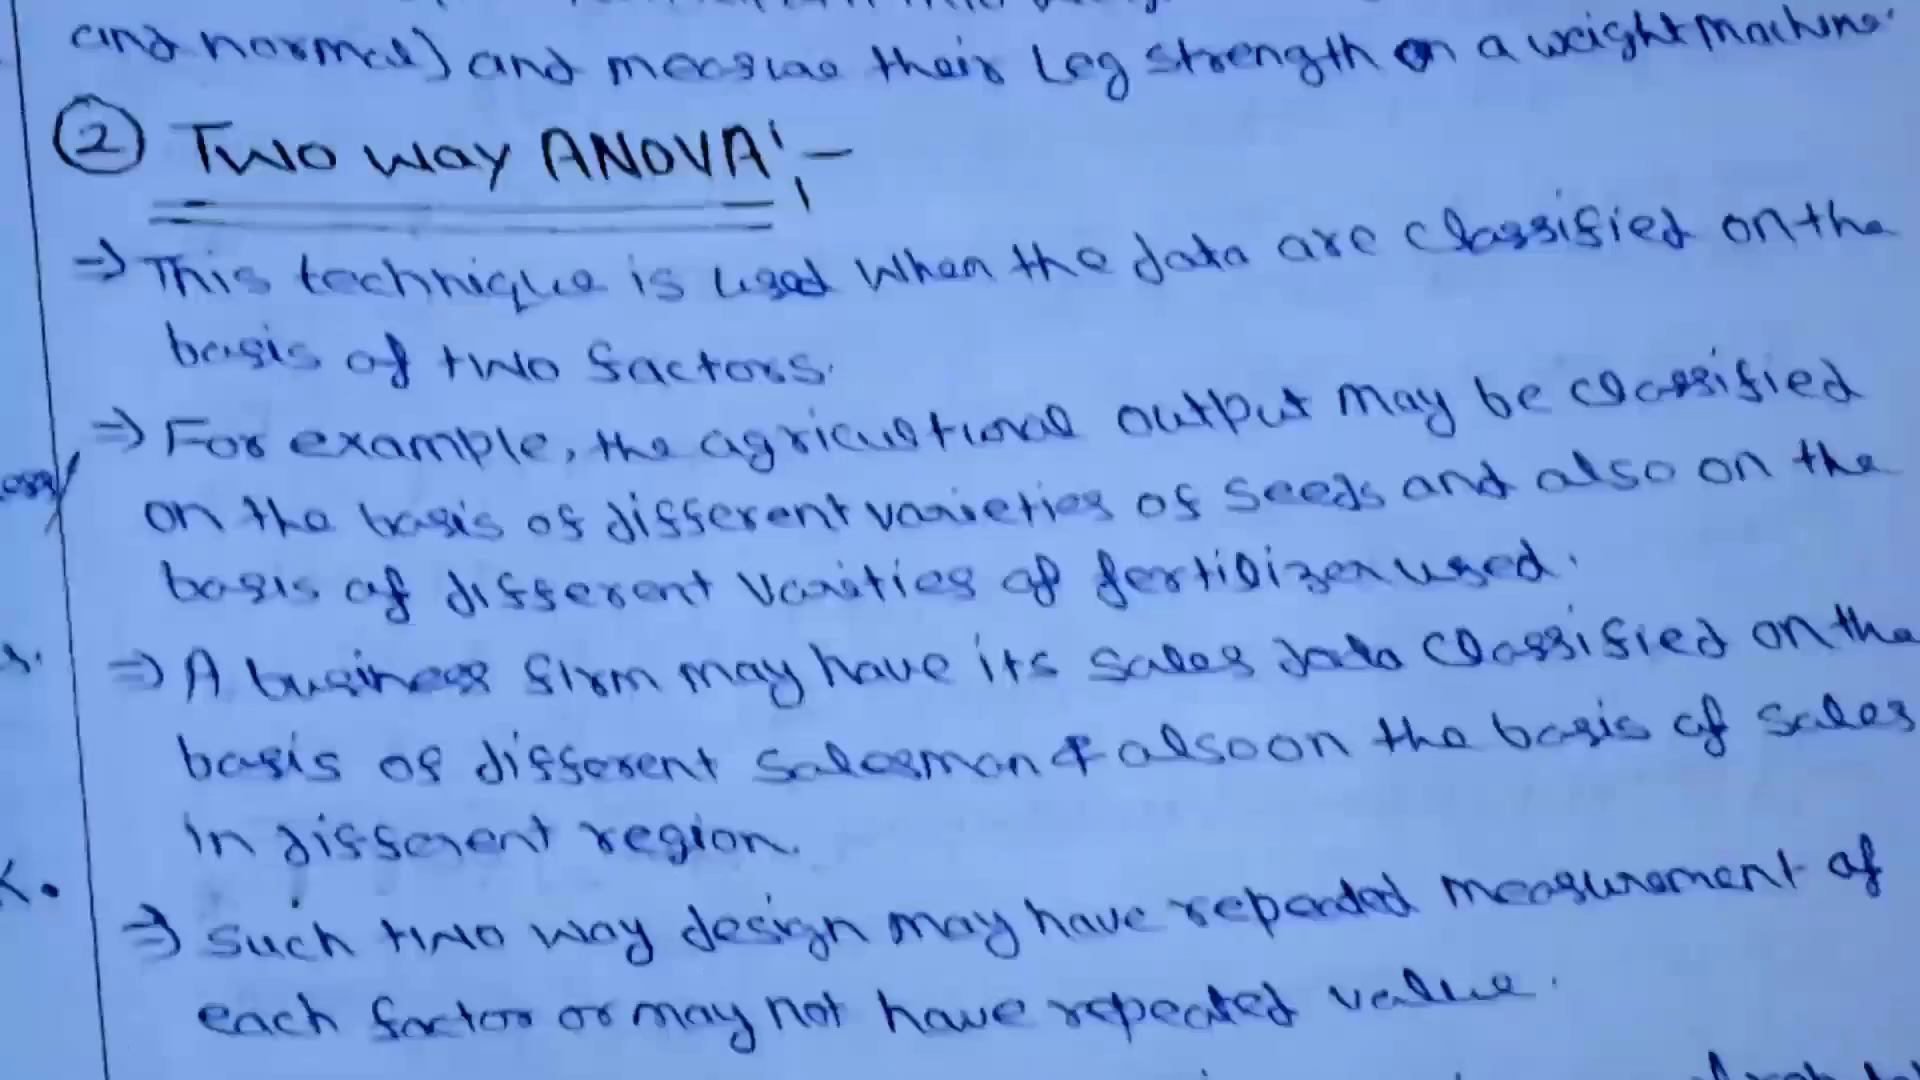 and normal) and measure their Leg strength on a weight machine.
② Two way ANOVA :-
⇒ This technique is used when the data are classified on the
basis of two factors.
⇒ For example, the agricultural output may be classified
on the basis of different varieties of seeds and also on the
basis of different varities of fertilizer used.
⇒ A business firm may have its sales data classified on the
basis of different salesman & also on the basis of sales
in different region.
⇒ such two way design may have repeated measurement of
each factor or may not have repeated value.